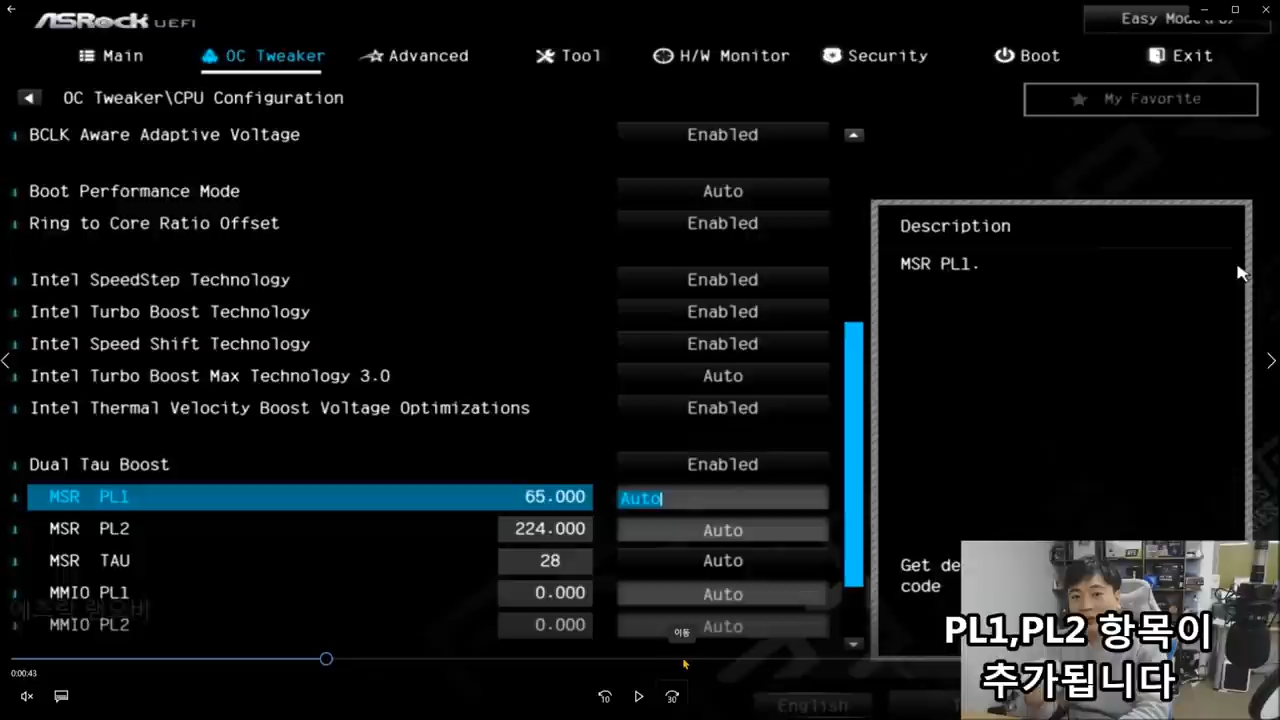 ASRock UEFI
Easy Mode
Main OC Tweaker Advanced Tool H/W Monitor Security Boot Exit
OC Tweaker\CPU Configuration
My Favorite
BCLK Aware Adaptive Voltage Enabled
Boot Performance Mode Auto
Ring to Core Ratio Offset Enabled
Intel SpeedStep Technology Enabled
Intel Turbo Boost Technology Enabled
Intel Speed Shift Technology Enabled
Intel Turbo Boost Max Technology 3.0 Auto
Intel Thermal Velocity Boost Voltage Optimizations Enabled
Dual Tau Boost Enabled
MSR PL1 65.000 Auto
MSR PL2 224.000 Auto
MSR TAU 28 Auto
MMIO PL1 0.000 Auto
MMIO PL2 0.000 Auto
Description
MSR PL1.
Get de
code
PL1,PL2 항목이
추가됩니다
이동
0:00:43
10
30
English